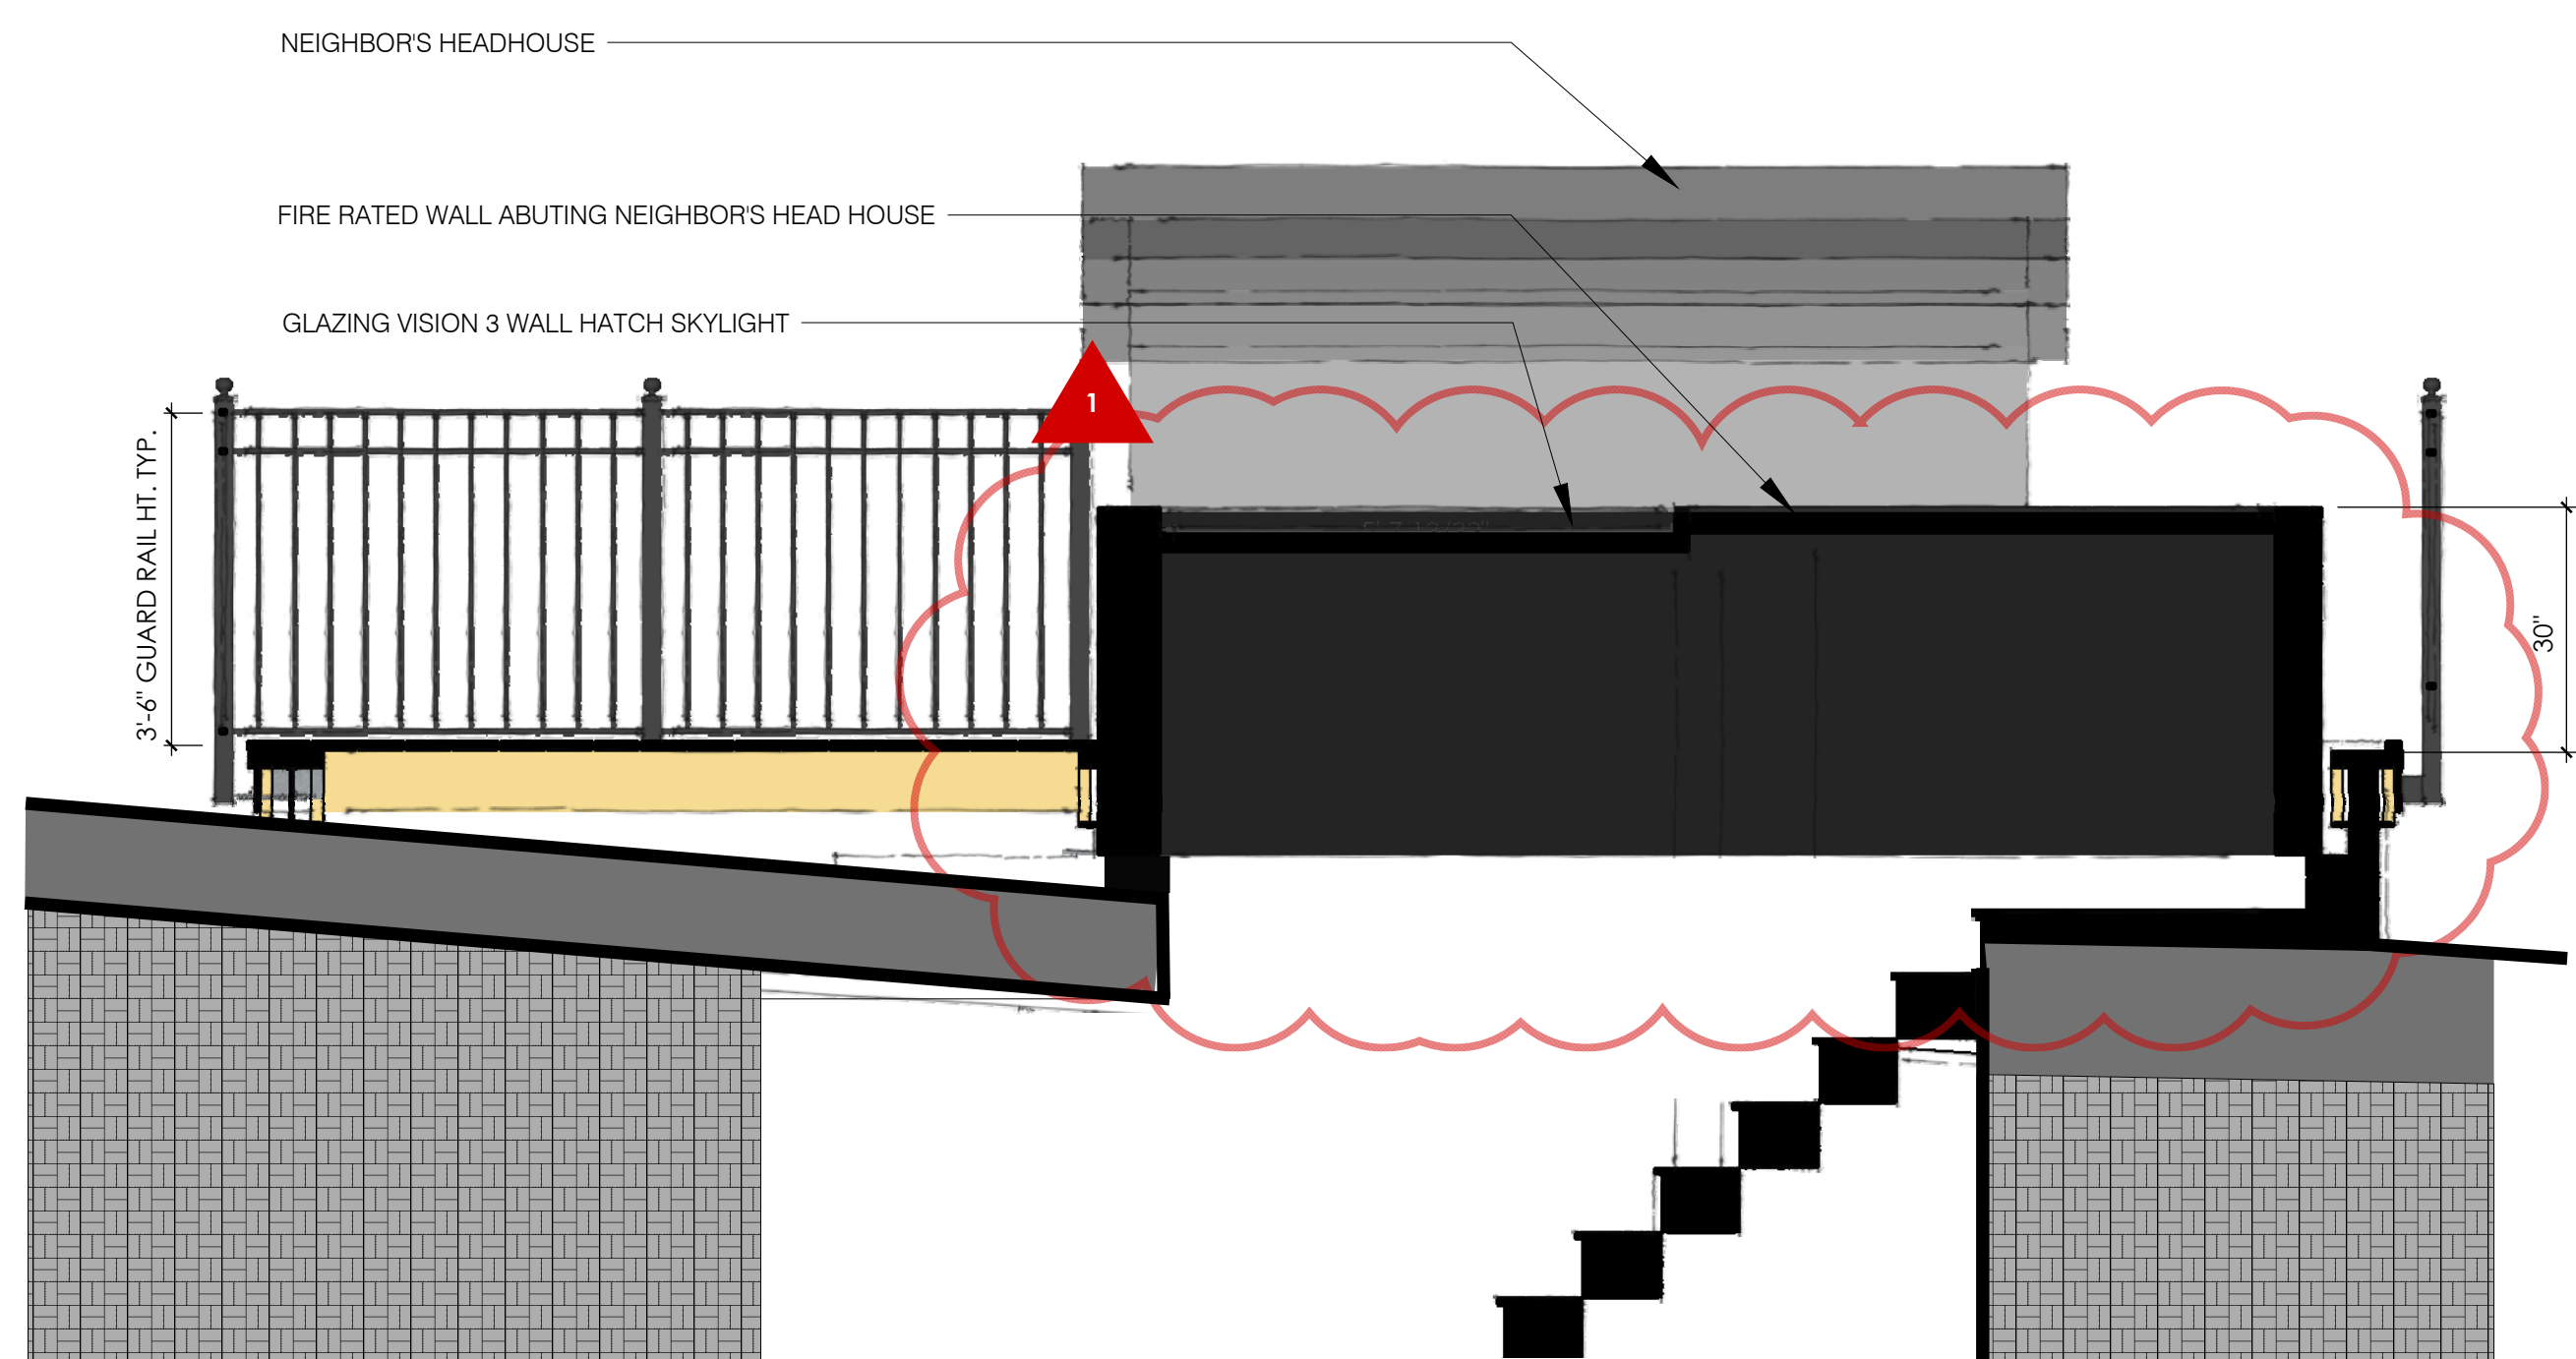 NEIGHBOR'S HEADHOUSE
FIRE RATED WALL ABUTING NEIGHBOR'S HEAD HOUSE
GLAZING VISION 3 WALL HATCH SKYLIGHT
1
3'-6" GUARD RAIL HT. TYP.
30"